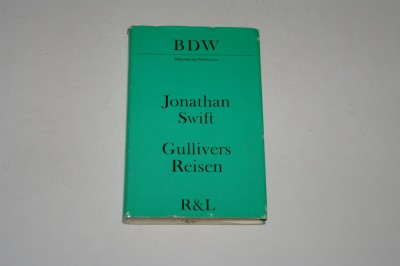 BDW
Jonathan
Swift
Gullivers
Reisen
R&L